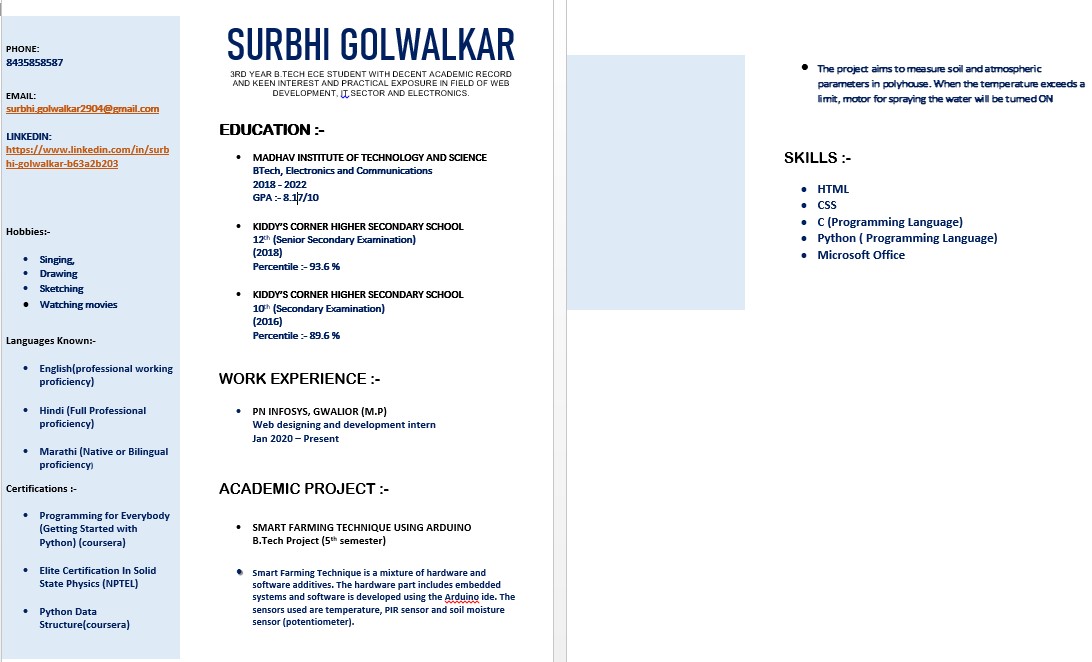 PHONE:
8435858587
EMAIL:
surbhi.golwalkar2904@gmail.com
LINKEDIN:
https://www.linkedin.com/in/surb
hi-golwalkar-b63a2b203
Hobbies:-
• Singing,
• Drawing
• Sketching
• Watching movies
Languages Known:-
• English(professional working
proficiency)
• Hindi (Full Professional
proficiency)
• Marathi (Native or Bilingual
proficiency)
Certifications :-
• Programming for Everybody
(Getting Started with
Python) (coursera)
• Elite Certification In Solid
State Physics (NPTEL)
• Python Data
Structure(coursera)
SURBHI GOLWALKAR
3RD YEAR B.TECH ECE STUDENT WITH DECENT ACADEMIC RECORD
AND KEEN INTEREST AND PRACTICAL EXPOSURE IN FIELD OF WEB
DEVELOPMENT, IT SECTOR AND ELECTRONICS.
EDUCATION :-
• MADHAV INSTITUTE OF TECHNOLOGY AND SCIENCE
BTech, Electronics and Communications
2018 - 2022
GPA :- 8.17/10
• KIDDY'S CORNER HIGHER SECONDARY SCHOOL
12th (Senior Secondary Examination)
(2018)
Percentile :- 93.6 %
• KIDDY'S CORNER HIGHER SECONDARY SCHOOL
10th (Secondary Examination)
(2016)
Percentile :- 89.6 %
WORK EXPERIENCE :-
• PN INFOSYS, GWALIOR (M.P)
Web designing and development intern
Jan 2020 – Present
ACADEMIC PROJECT :-
• SMART FARMING TECHNIQUE USING ARDUINO
B.Tech Project (5th semester)
• Smart Farming Technique is a mixture of hardware and
software additives. The hardware part includes embedded
systems and software is developed using the Arduino ide. The
sensors used are temperature, PIR sensor and soil moisture
sensor (potentiometer).
• The project aims to measure soil and atmospheric
parameters in polyhouse. When the temperature exceeds a
limit, motor for spraying the water will be turned ON
SKILLS :-
• HTML
• CSS
• C (Programming Language)
• Python ( Programming Language)
• Microsoft Office